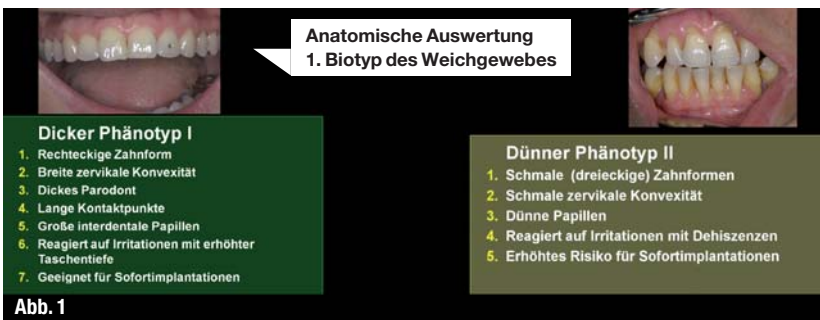 Anatomische Auswertung
1. Biotyp des Weichgewebes
Dicker Phänotyp I
1. Rechteckige Zahnform
2. Breite zervikale Konvexität
3. Dickes Parodont
4. Lange Kontaktpunkte
5. Große interdentale Papillen
6. Reagiert auf Irritationen mit erhöhter
Taschentiefe
7. Geeignet für Sofortimplantationen
Dünner Phänotyp II
1. Schmale (dreieckige) Zahnformen
2. Schmale zervikale Konvexität
3. Dünne Papillen
4. Reagiert auf Irritationen mit Dehiszenzen
5. Erhöhtes Risiko für Sofortimplantationen
Abb. 1